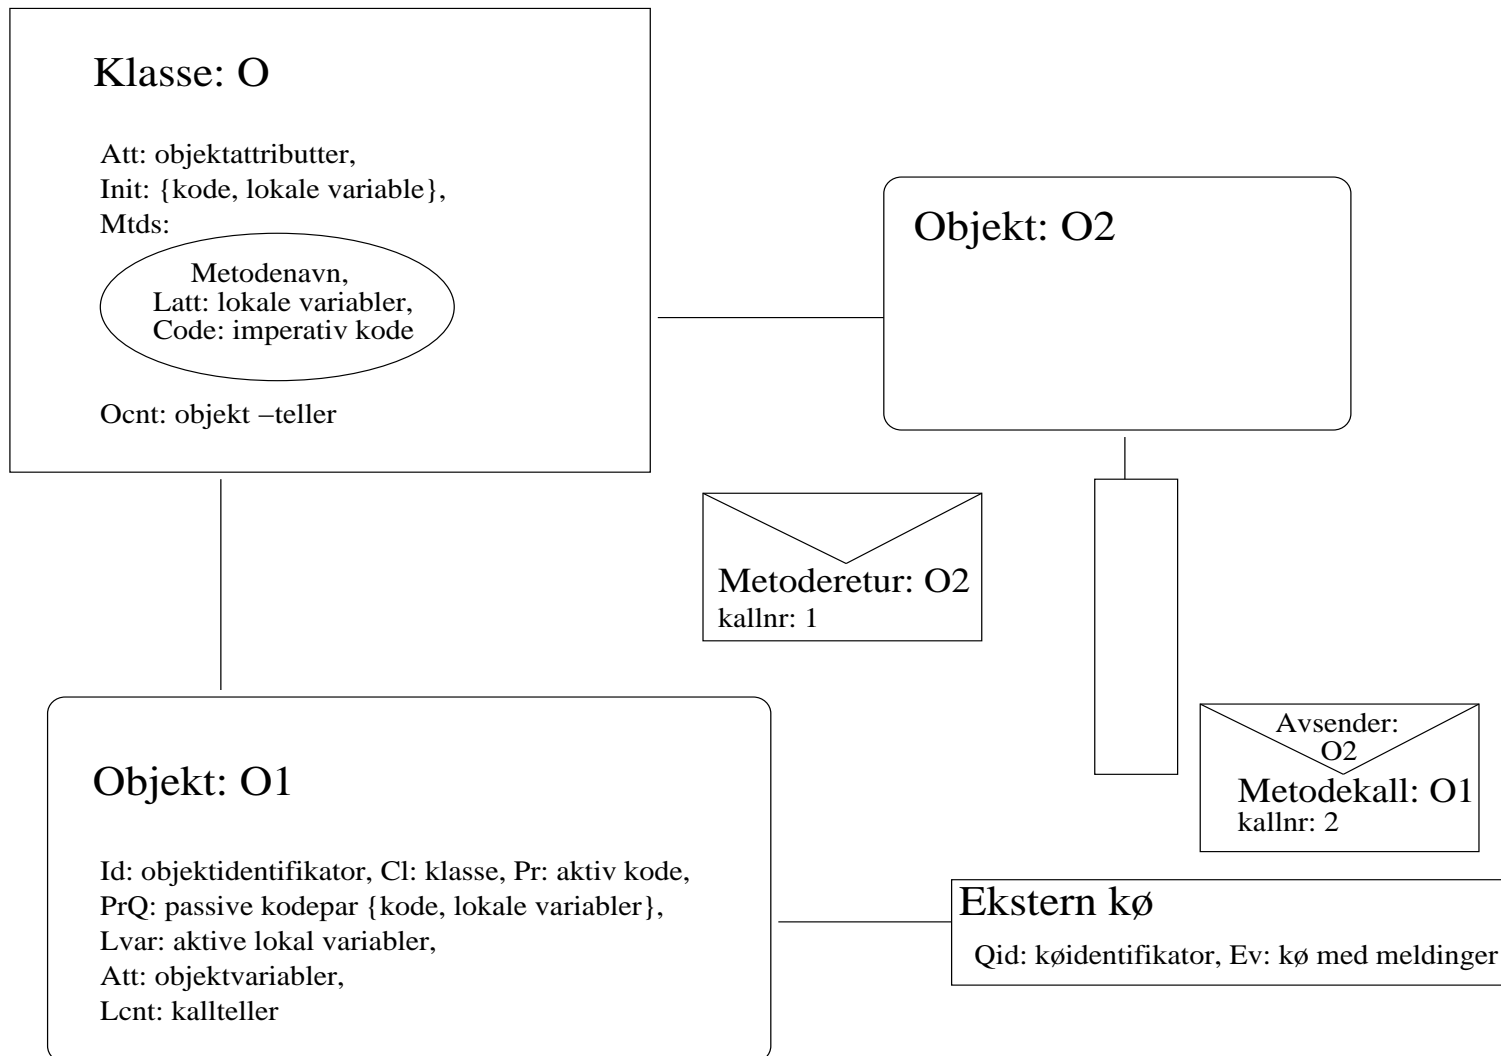 Klasse: O
Att: objektattributter,
Init: {kode, lokale variable},
Mtds:
Metodenavn,
Latt: lokale variabler,
Code: imperativ kode
Ocnt: objekt –teller
Objekt: O2
Metoderetur: O2
kallnr: 1
Avsender:
O2
Metodekall: O1
kallnr: 2
Objekt: O1
Id: objektidentifikator, Cl: klasse, Pr: aktiv kode,
PrQ: passive kodepar {kode, lokale variabler},
Lvar: aktive lokal variabler,
Att: objektvariabler,
Lcnt: kallteller
Ekstern kø
Qid: køidentifikator, Ev: kø med meldinger